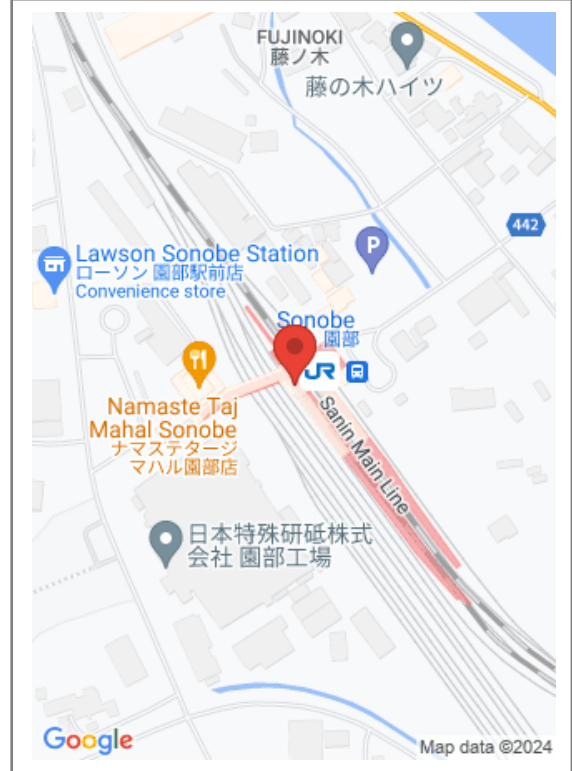 FUJINOKI
藤ノ木
藤の木ハイツ
442
P
Lawson Sonobe Station
ローソン 園部駅前店
Convenience store
Sonobe
園部
JR
Namaste Taj
Mahal Sonobe
ナマステタージ
マハル園部店
Sanin Main Line
日本特殊研砥株式
会社 園部工場
Google
Map data ©2024